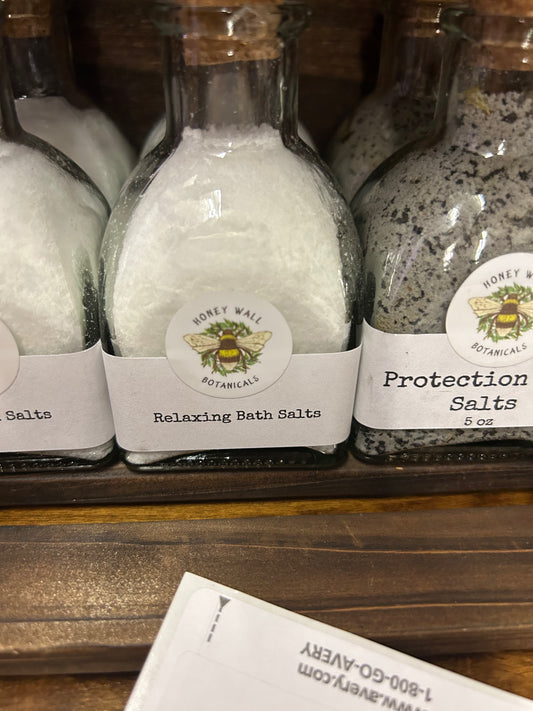 Salts
HONEY WALL
BOTANICALS
Relaxing Bath Salts
HONEY WALL
BOTANICALS
Protection
Salts
5 oz
www.avery.com
1-800-GO-AVERY